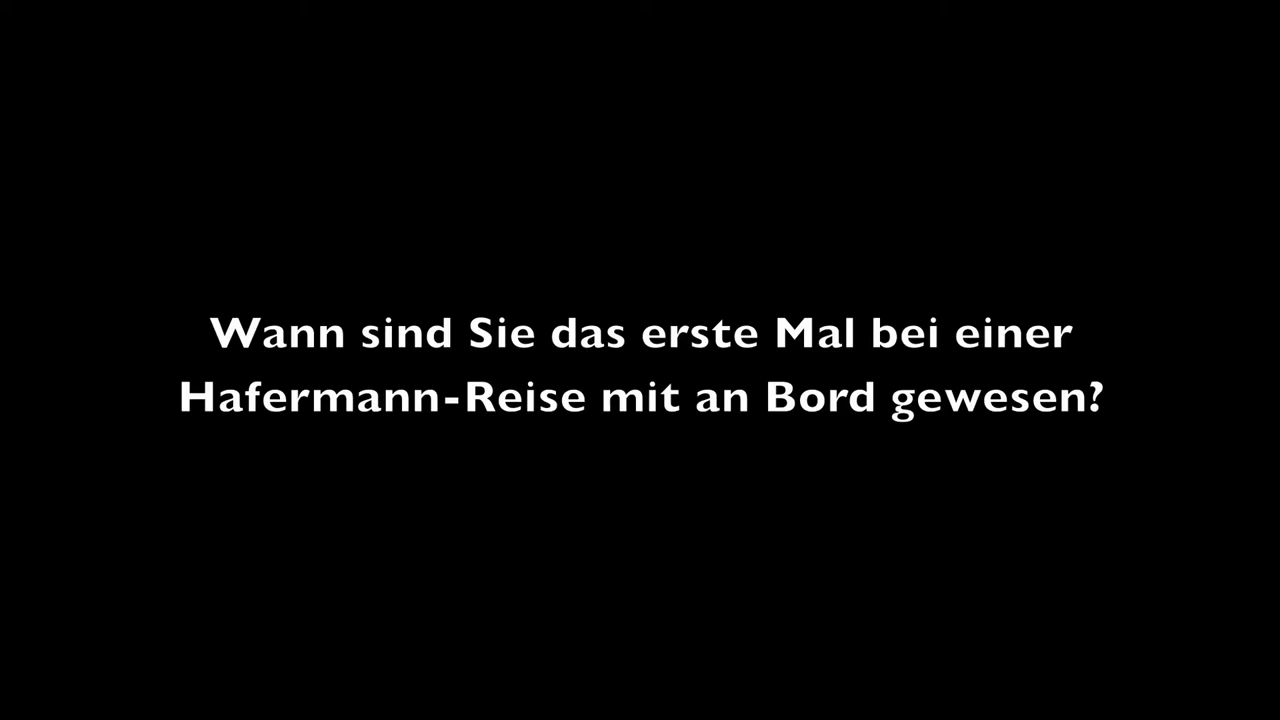 Wann sind Sie das erste Mal bei einer
Hafermann-Reise mit an Bord gewesen?